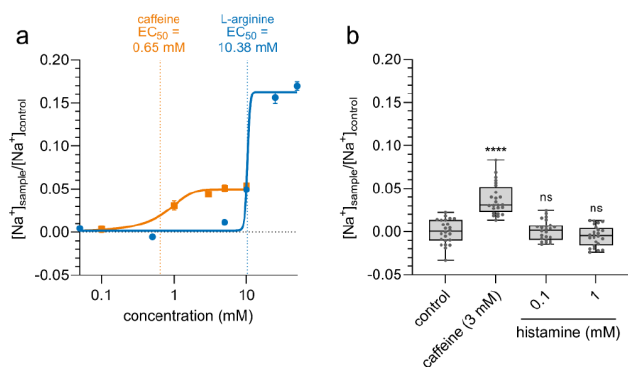 a
caffeine
EC50 =
0.65 mM
L-arginine
EC50 =
10.38 mM
[Na+]sample/[Na+]control
0.20
0.15
0.10
0.05
0.00
-0.05
0.1
1
10
concentration (mM)
b
[Na+]sample/[Na+]control
0.20
0.15
0.10
0.05
0.00
-0.05
****
ns
ns
control
caffeine (3 mM)
0.1
1
histamine (mM)